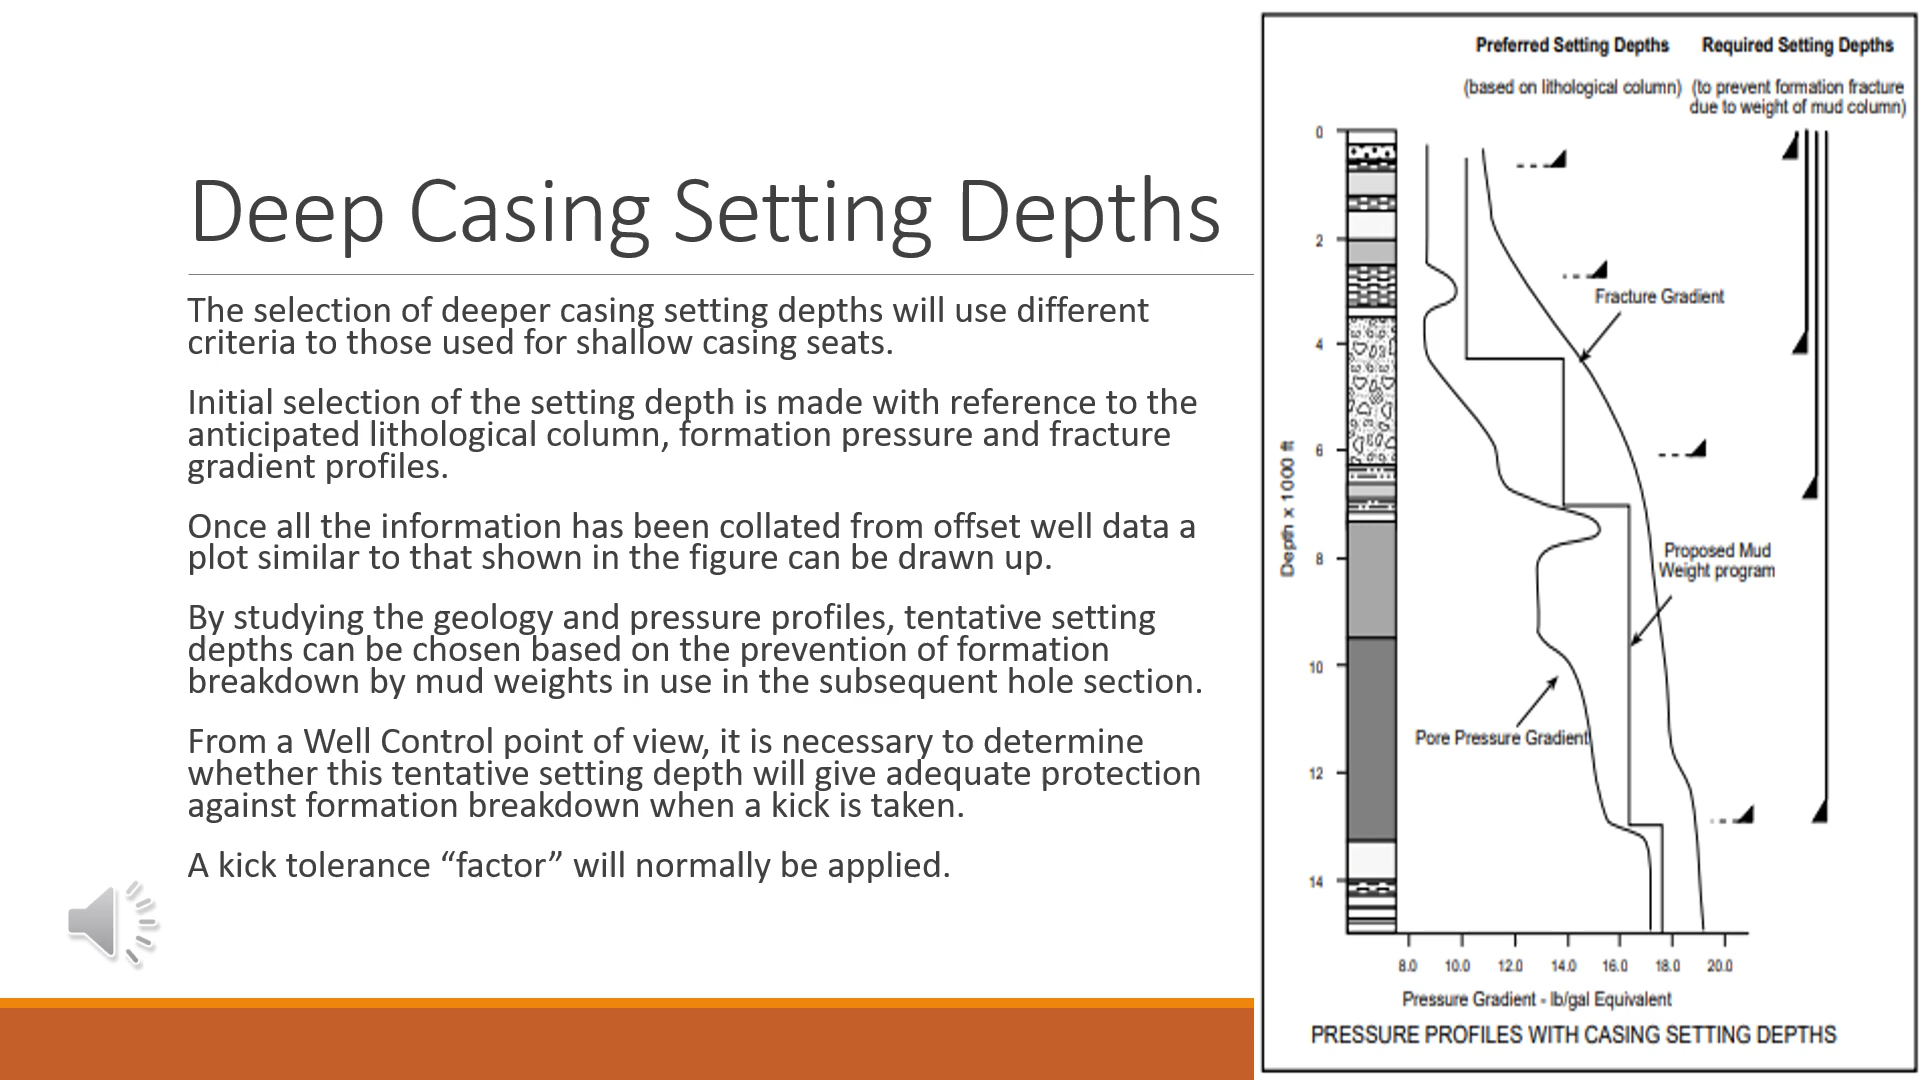 Deep Casing Setting Depths
The selection of deeper casing setting depths will use different
criteria to those used for shallow casing seats.
Initial selection of the setting depth is made with reference to the
anticipated lithological column, formation pressure and fracture
gradient profiles.
Once all the information has been collated from offset well data a
plot similar to that shown in the figure can be drawn up.
By studying the geology and pressure profiles, tentative setting
depths can be chosen based on the prevention of formation
breakdown by mud weights in use in the subsequent hole section.
From a Well Control point of view, it is necessary to determine
whether this tentative setting depth will give adequate protection
against formation breakdown when a kick is taken.
A kick tolerance “factor” will normally be applied.
Preferred Setting Depths
(based on lithological column)
Required Setting Depths
(to prevent formation fracture
due to weight of mud column)
0
2
4
6
8
10
12
14
Depth x 1000 ft
Fracture Gradient
Proposed Mud
Weight program
Pore Pressure Gradient
8.0 10.0 12.0 14.0 16.0 18.0 20.0
Pressure Gradient - lb/gal Equivalent
PRESSURE PROFILES WITH CASING SETTING DEPTHS